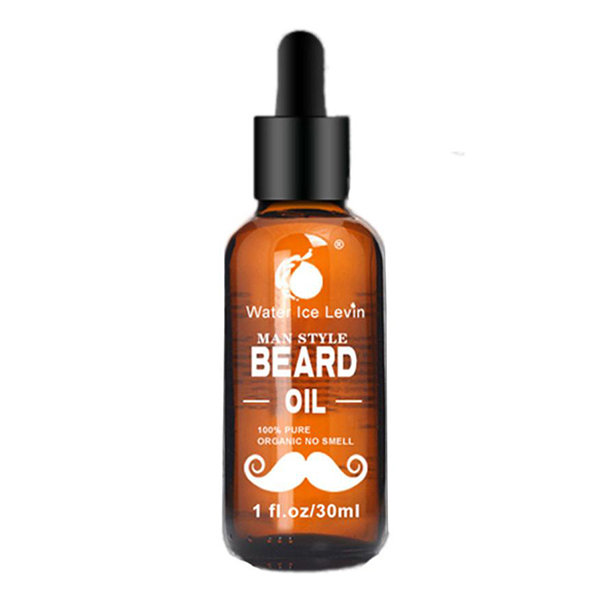 ®
Water Ice Levin
MAN STYLE
BEARD
OIL
100% PURE
ORGANIC NO SMELL
1 fl.oz/30ml